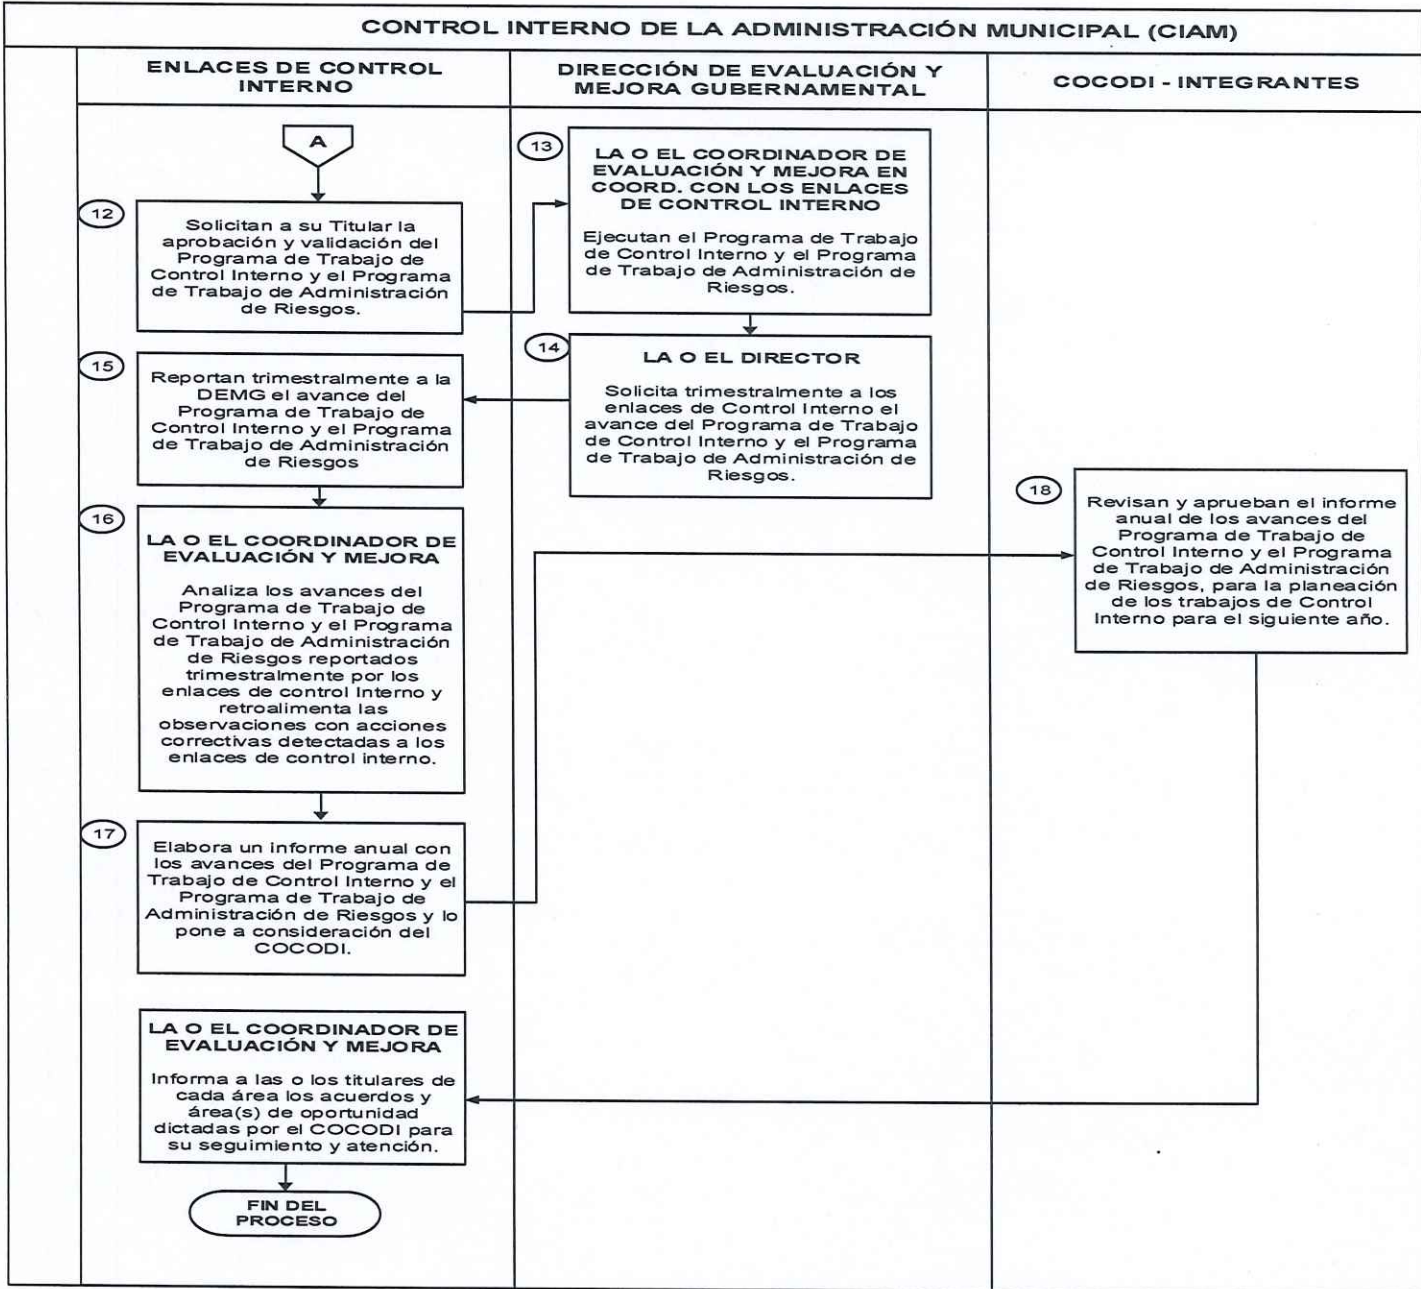 CONTROL INTERNO DE LA ADMINISTRACIÓN MUNICIPAL (CIAM)
ENLACES DE CONTROL
INTERNO
DIRECCIÓN DE EVALUACIÓN Y
MEJORA GUBERNAMENTAL
COCODI - INTEGRANTES
A
12
Solicitan a su Titular la
aprobación y validación del
Programa de Trabajo de
Control Interno y el Programa
de Trabajo de Administración
de Riesgos.
13
LA O EL COORDINADOR DE
EVALUACIÓN Y MEJORA EN
COORD. CON LOS ENLACES
DE CONTROL INTERNO
Ejecutan el Programa de Trabajo
de Control Interno y el Programa
de Trabajo de Administración de
Riesgos.
14
LA O EL DIRECTOR
Solicita trimestralmente a los
enlaces de Control Interno el
avance del Programa de Trabajo
de Control Interno y el Programa
de Trabajo de Administración de
Riesgos.
15
Reportan trimestralmente a la
DEMG el avance del
Programa de Trabajo de
Control Interno y el Programa
de Trabajo de Administración
de Riesgos
16
LA O EL COORDINADOR DE
EVALUACIÓN Y MEJORA
Analiza los avances del
Programa de Trabajo de
Control Interno y el Programa
de Trabajo de Administración
de Riesgos reportados
trimestralmente por los
enlaces de control Interno y
retroalimenta las
observaciones con acciones
correctivas detectadas a los
enlaces de control interno.
17
Elabora un informe anual con
los avances del Programa de
Trabajo de Control Interno y el
Programa de Trabajo de
Administración de Riesgos y lo
pone a consideración del
COCODI.
18
Revisan y aprueban el informe
anual de los avances del
Programa de Trabajo de
Control Interno y el Programa
de Trabajo de Administración
de Riesgos, para la planeación
de los trabajos de Control
Interno para el siguiente año.
LA O EL COORDINADOR DE
EVALUACIÓN Y MEJORA
Informa a las o los titulares de
cada área los acuerdos y
área(s) de oportunidad
dictadas por el COCODI para
su seguimiento y atención.
FIN DEL
PROCESO